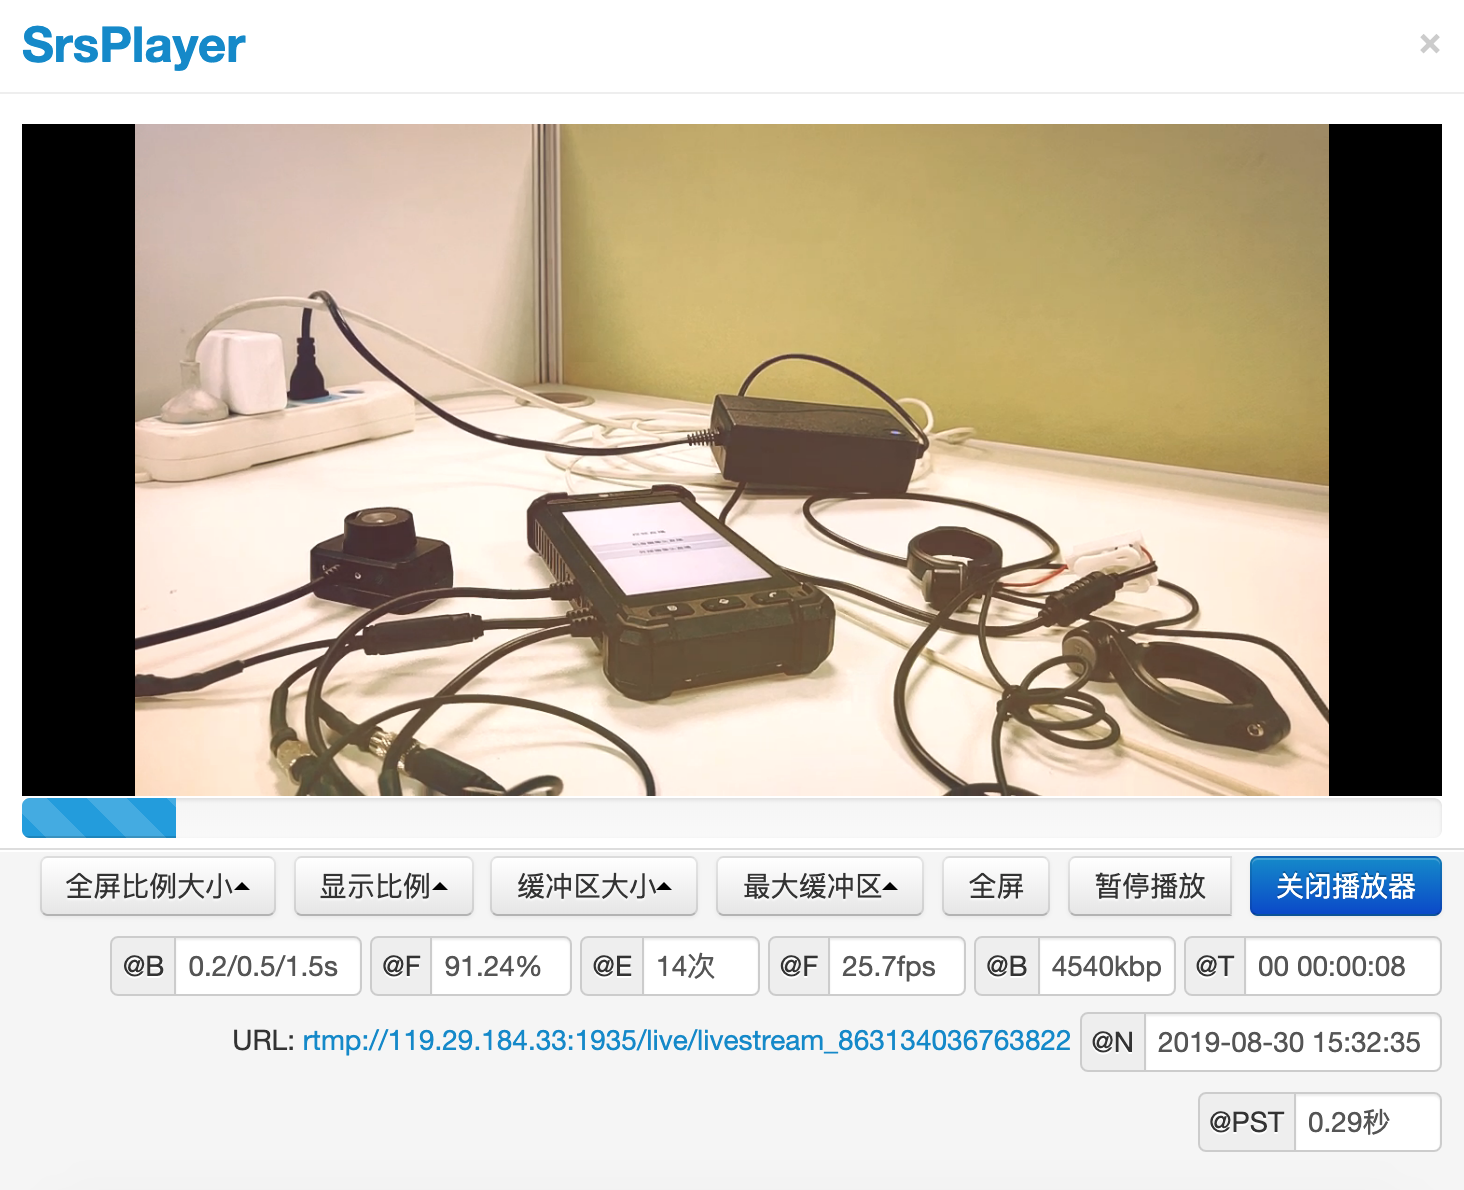 SrsPlayer ×
全屏比例大小 显示比例 缓冲区大小 最大缓冲区 全屏 暂停播放 关闭播放器
@B 0.2/0.5/1.5s @F 91.24% @E 14次 @F 25.7fps @B 4540kbp @T 00 00:00:08
URL: rtmp://119.29.184.33:1935/live/livestream_863134036763822 @N 2019-08-30 15:32:35
@PST 0.29秒